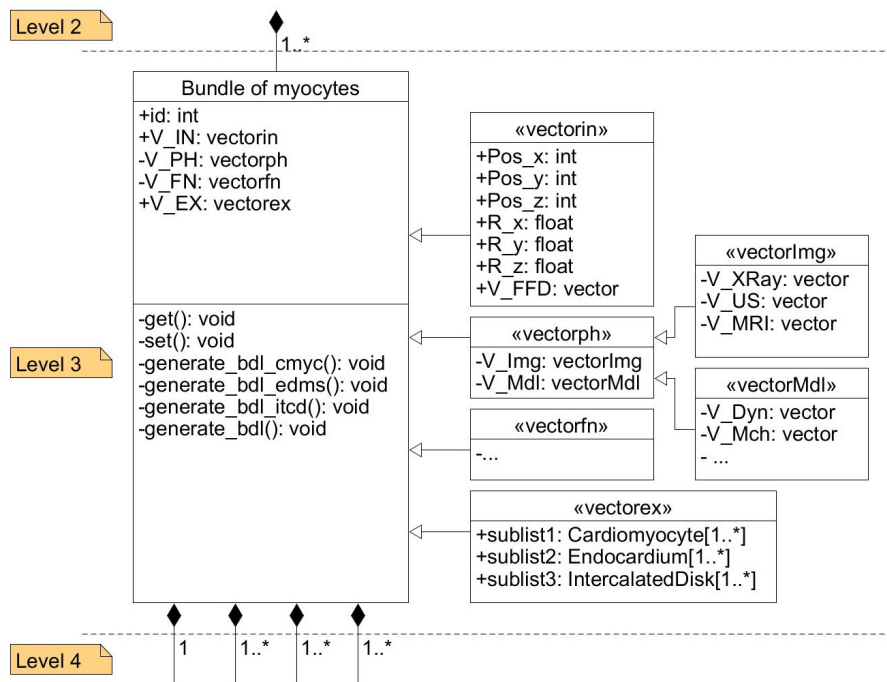 Level 2
1..*
Bundle of myocytes
+id: int
+V_IN: vectorin
-V_PH: vectorph
-V_FN: vectorfn
+V_EX: vectorex
-get(): void
-set(): void
-generate_bdl_cmyc(): void
-generate_bdl_edms(): void
-generate_bdl_itcd(): void
-generate_bdl(): void
«vectorin»
+Pos_x: int
+Pos_y: int
+Pos_z: int
+R_x: float
+R_y: float
+R_z: float
+V_FFD: vector
«vectorImg»
-V_XRay: vector
-V_US: vector
-V_MRI: vector
Level 3
«vectorph»
-V_Img: vectorImg
-V_Mdl: vectorMdl
«vectorMdl»
-V_Dyn: vector
-V_Mch: vector
- ...
«vectorfn»
-...
«vectorex»
+sublist1: Cardiomyocyte[1..*]
+sublist2: Endocardium[1..*]
+sublist3: IntercalatedDisk[1..*]
1
1..*
1..*
1..*
Level 4